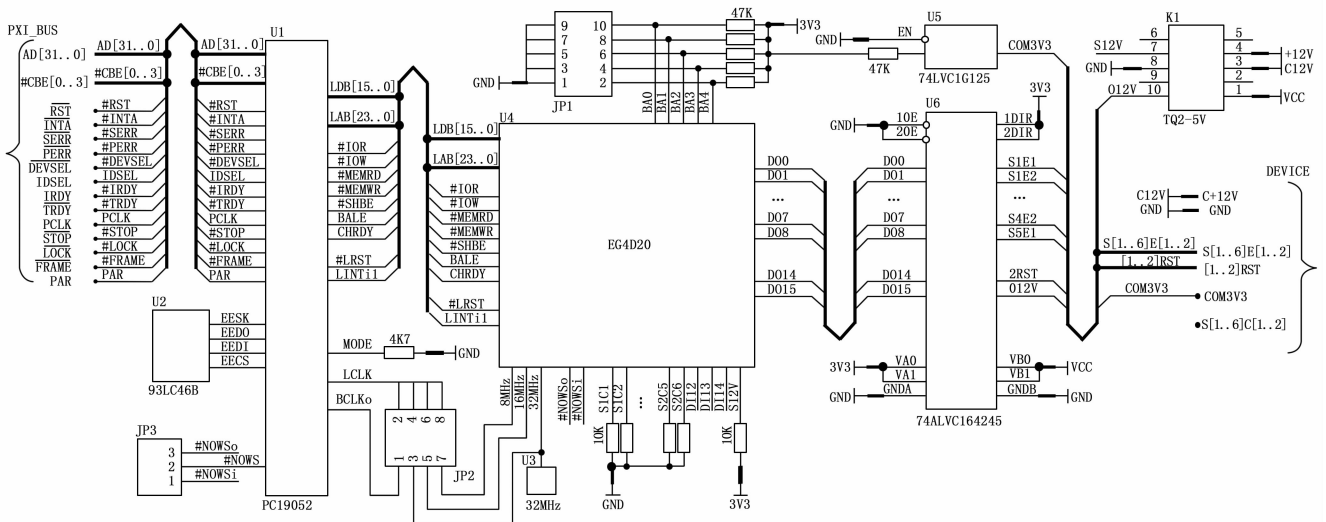 PXI_BUS
AD[31..0]
#CBE[0..3]
RST
INTA
SERR
PERR
DEVSEL
IDSEL
IRDY
TRDY
PCLK
STOP
LOCK
FRAME
PAR
AD[31..0]
#CBE[0..3]
#RST
#INTA
#SERR
#PERR
#DEVSEL
IDSEL
#IRDY
#TRDY
PCLK
#STOP
#LOCK
#FRAME
PAR
AD[31..0]
#CBE[0..3]
#RST
#INTA
#SERR
#PERR
#DEVSEL
IDSEL
#IRDY
#TRDY
PCLK
#STOP
#LOCK
#FRAME
PAR
U1
PC19052
U2
93LC46B
EESK
EEDO
EEDI
EECS
JP3
3
2
1
#NOWSo
#NOWS
#NOWSi
LDB[15..0]
LAB[23..0]
#IOR
#IOW
#MEMRD
#MEMWR
#SHBE
BALE
CHRDY
#LRST
LINTi1
MODE
4K7
GND
LCLK
BCLKo
2 4 6 8
1 3 5 7
JP2
LDB[15..0]
LAB[23..0]
#IOR
#IOW
#MEMRD
#MEMWR
#SHBE
BALE
CHRDY
#LRST
LINTi1
U4
EG4D20
9 10
7 8
5 6
3 4
1 2
JP1
GND
47K
3V3
BA0
BA1
BA2
BA3
BA4
47K
8MHz
16MHz
32MHz
#NOWSo
#NOWSi
S1C1
S1C2
...
S2C5
S2C6
DI12
DI13
DI14
S12V
10K
10K
GND
3V3
U3
32MHz
DO0
DO1
...
DO7
DO8
DO14
DO15
DO0
DO1
...
DO7
DO8
DO14
DO15
U5
GND
EN
COM3V3
74LVC1G125
U6
GND
1OE
2OE
1DIR
2DIR
3V3
S1E1
S1E2
...
S4E2
S5E1
2RST
O12V
3V3
VA0
VA1
GND
GNDA
VB0
VB1
VCC
GNDB
GND
74ALVC164245
K1
S12V
GND
O12V
6
7
8
9
10
5
4
3
2
1
+12V
C12V
VCC
TQ2-5V
DEVICE
C12V
C+12V
GND
GND
S[1..6]E[1..2]
S[1..6]E[1..2]
[1..2]RST
[1..2]RST
COM3V3
COM3V3
S[1..6]C[1..2]